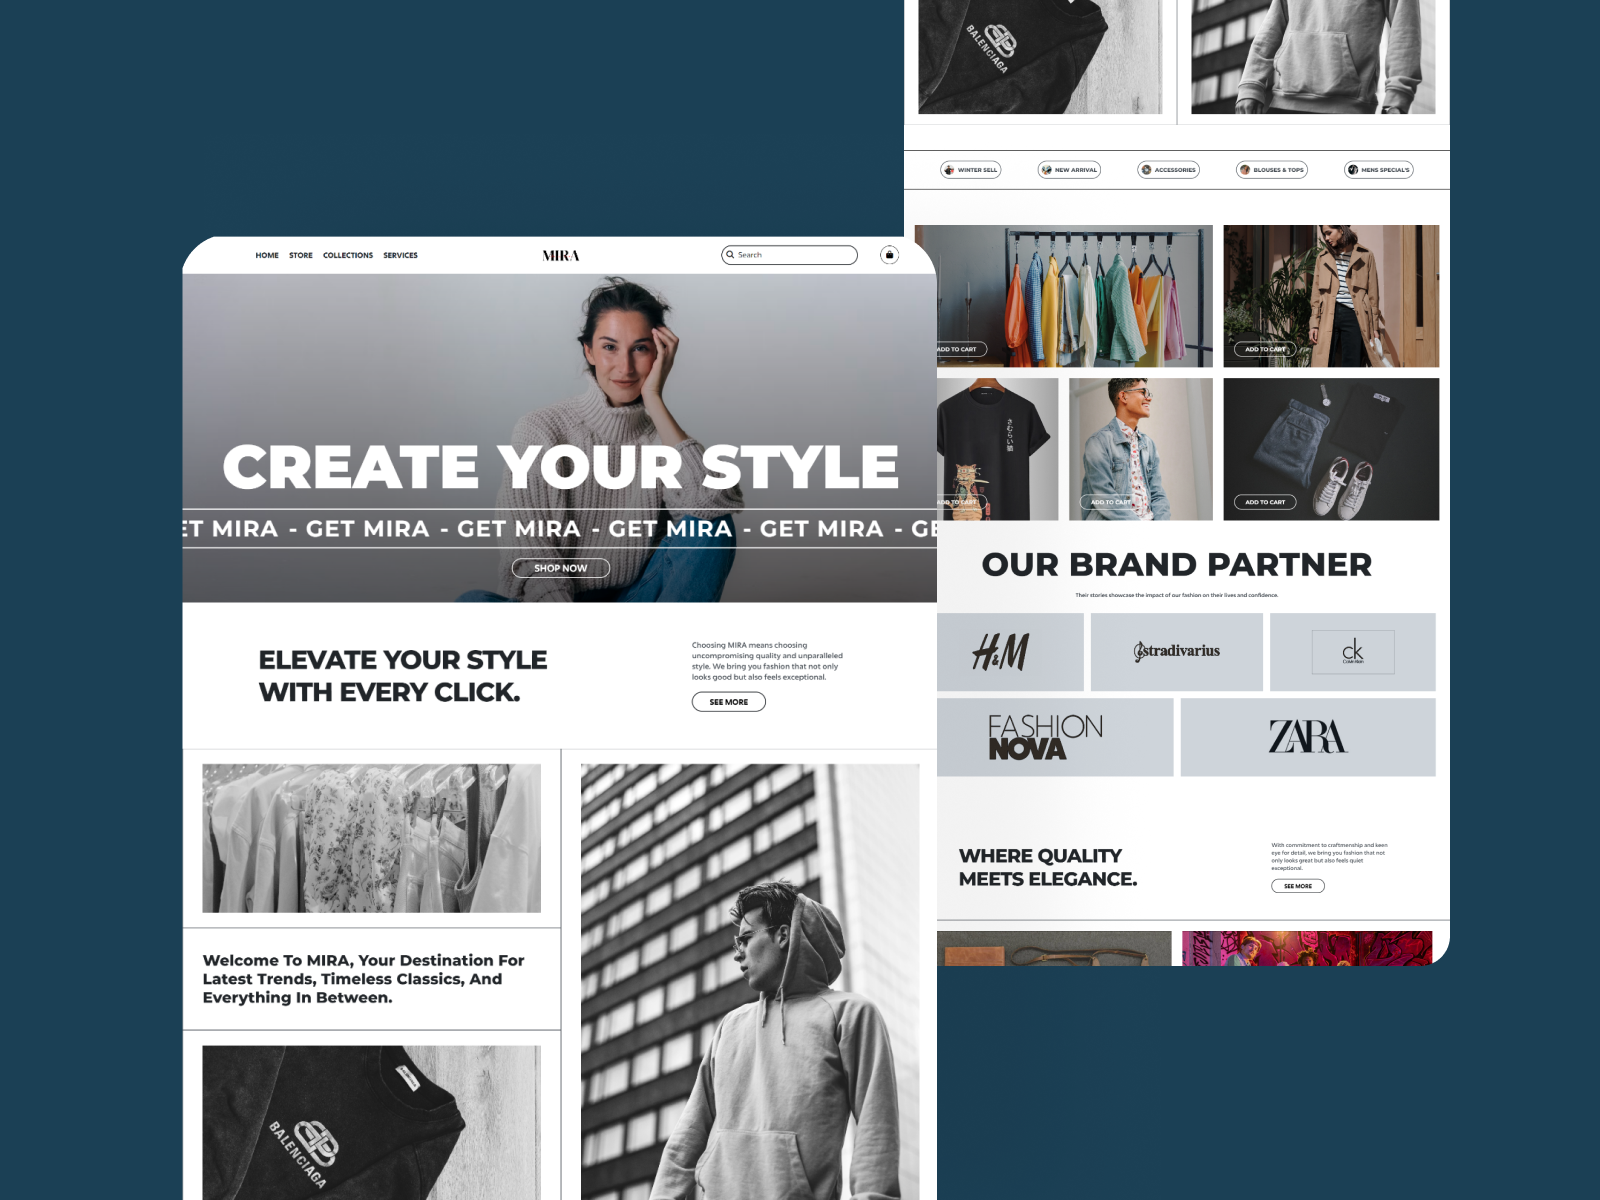 HOME STORE COLLECTIONS SERVICES
MIRA
Search
CREATE YOUR STYLE
ET MIRA - GET MIRA - GET MIRA - GET MIRA - GET MIRA - GE
SHOP NOW
ELEVATE YOUR STYLE
WITH EVERY CLICK.
Choosing MIRA means choosing
uncompromising quality and unparalleled
style. We bring you fashion that not only
looks good but also feels exceptional.
SEE MORE
Welcome To MIRA, Your Destination For
Latest Trends, Timeless Classics, And
Everything In Between.
BALENCIAGA
BALENCIAGA
WINTER SELL
NEW ARRIVAL
ACCESSORIES
BLOUSES & TOPS
MENS SPECIAL'S
ADD TO CART
ADD TO CART
ADD TO CART
ADD TO CART
ADD TO CART
OUR BRAND PARTNER
Their stories showcase the impact of our fashion on their lives and confidence.
H&M
stradivarius
ck
Calvin Klein
FASHION
NOVA
ZARA
WHERE QUALITY
MEETS ELEGANCE.
With commitment to craftmenship and keen
eye for detail, we bring you fashion that not
only looks great but also feels quiet
exceptional.
SEE MORE